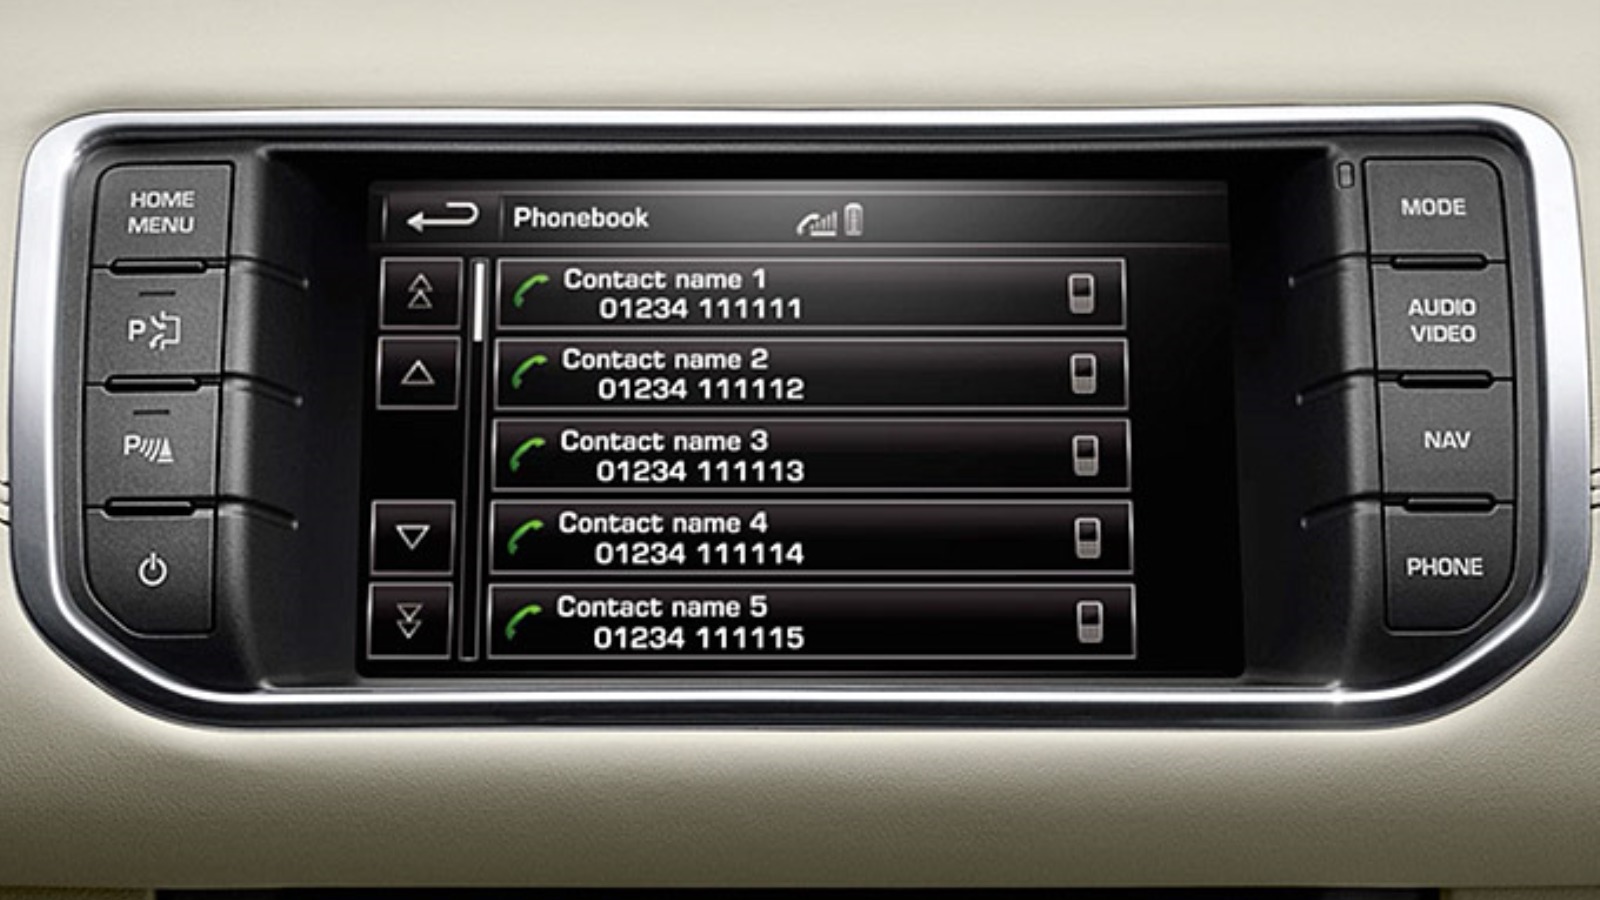 HOME
MENU
P
P
Phonebook
Contact name 1
01234 111111
Contact name 2
01234 111112
Contact name 3
01234 111113
Contact name 4
01234 111114
Contact name 5
01234 111115
MODE
AUDIO
VIDEO
NAV
PHONE